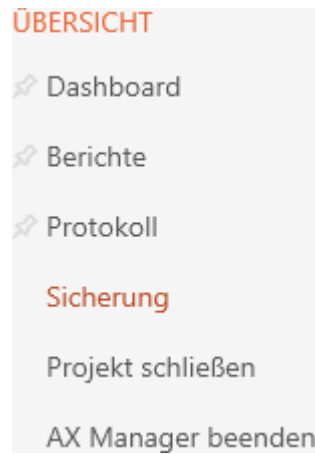 ÜBERSICHT
Dashboard
Berichte
Protokoll
Sicherung
Projekt schließen
AX Manager beenden